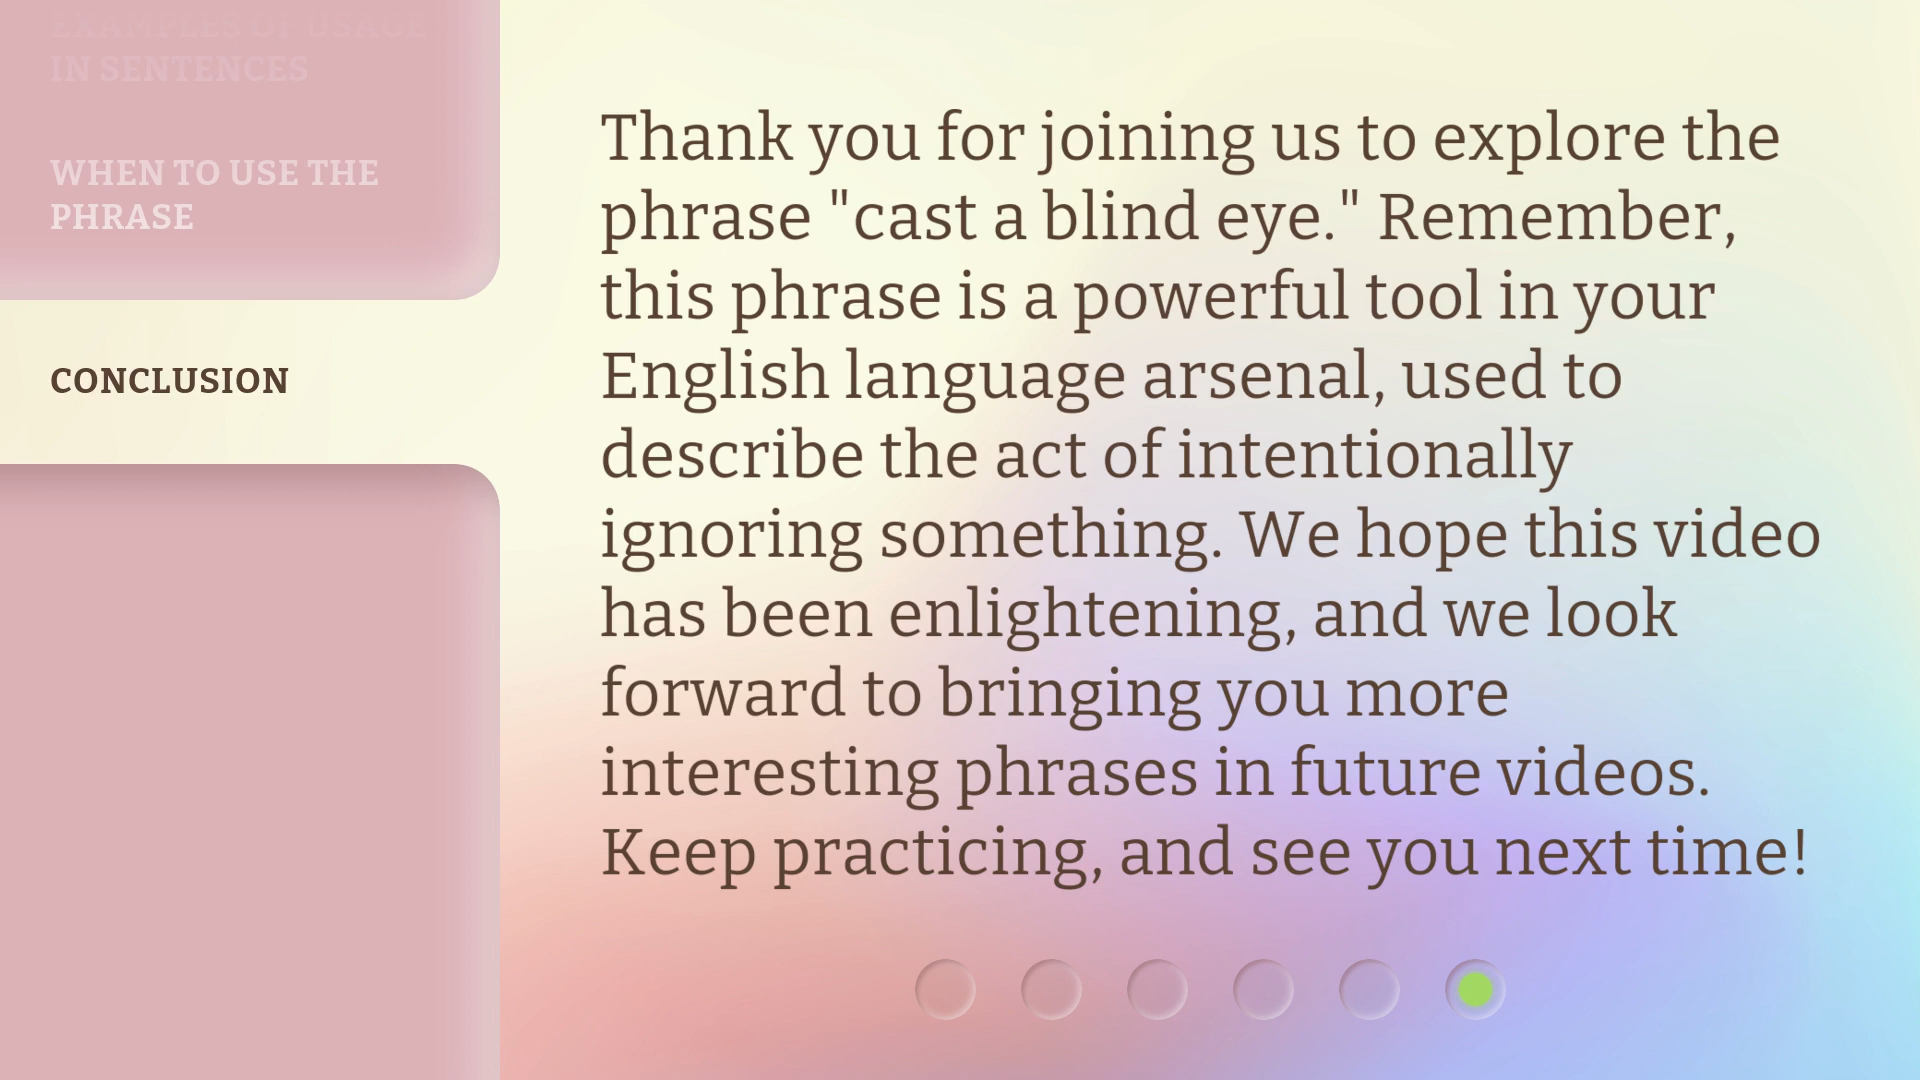 EXAMPLES OF USAGE
IN SENTENCES
WHEN TO USE THE
PHRASE
CONCLUSION
Thank you for joining us to explore the
phrase "cast a blind eye." Remember,
this phrase is a powerful tool in your
English language arsenal, used to
describe the act of intentionally
ignoring something. We hope this video
has been enlightening, and we look
forward to bringing you more
interesting phrases in future videos.
Keep practicing, and see you next time!